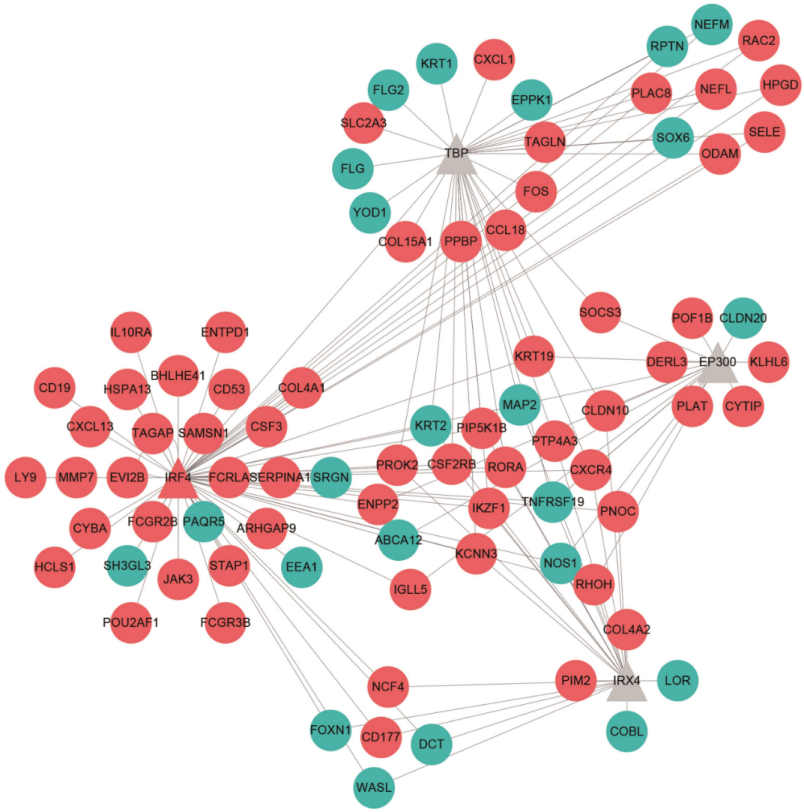 NEFM
RPTN
RAC2
CXCL1
KRT1
FLG2
EPPK1
PLAC8
NEFL
HPGD
SLC2A3
TBP
TAGLN
SOX6
SELE
ODAM
FLG
FOS
YOD1
COL15A1
PPBP
CCL18
SOCS3
POF1B
CLDN20
IL10RA
ENTPD1
KRT19
DERL3
EP300
KLHL6
BHLHE41
CD19
HSPA13
CD53
COL4A1
MAP2
CLDN10
PLAT
CYTIP
CXCL13
TAGAP
SAMSN1
CSF3
KRT2
PIP5K1B
PTP4A3
LY9
MMP7
EVI2B
IRF4
FCRLA
SERPINA1
SRGN
PROK2
CSF2RB
RORA
CXCR4
ENPP2
IKZF1
TNFRSF19
PNOC
CYBA
FCGR2B
PAQR5
ARHGAP9
ABCA12
HCLS1
SH3GL3
JAK3
STAP1
EEA1
KCNN3
NOS1
IGLL5
RHOH
POU2AF1
FCGR3B
COL4A2
NCF4
PIM2
IRX4
LOR
FOXN1
CD177
DCT
COBL
WASL